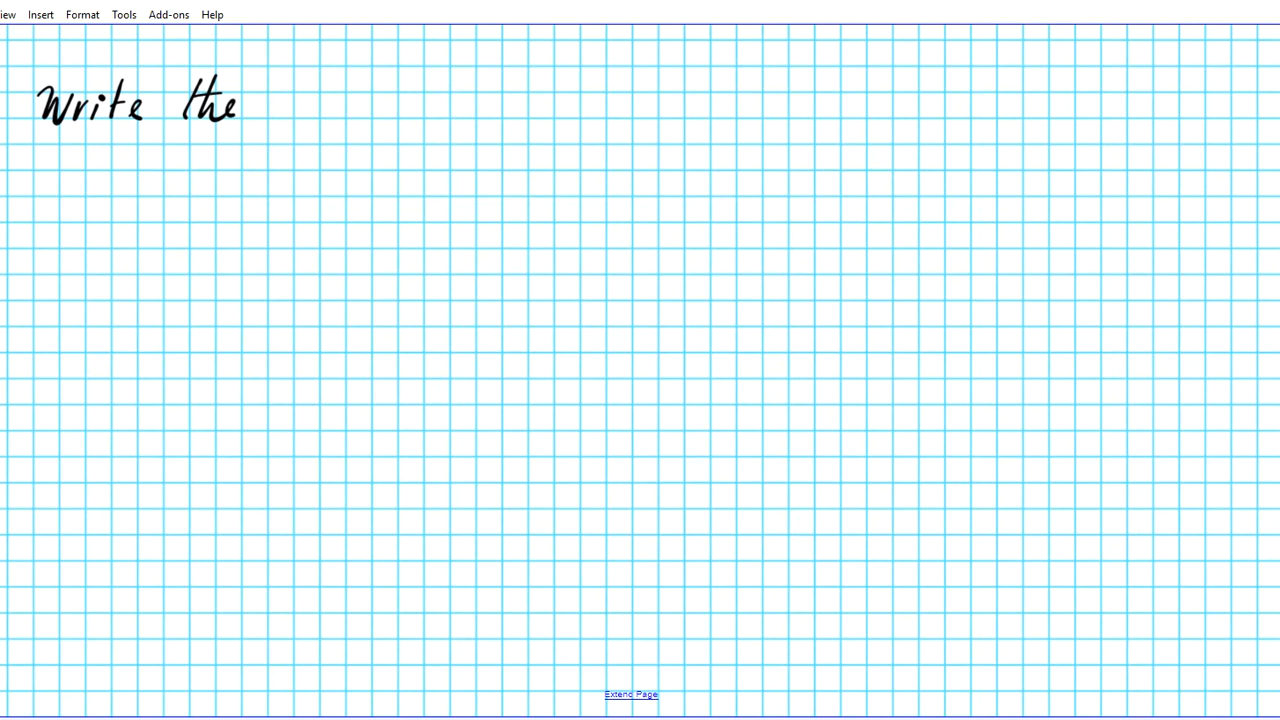 iew Insert Format Tools Add-ons Help
Write the
Extend Page